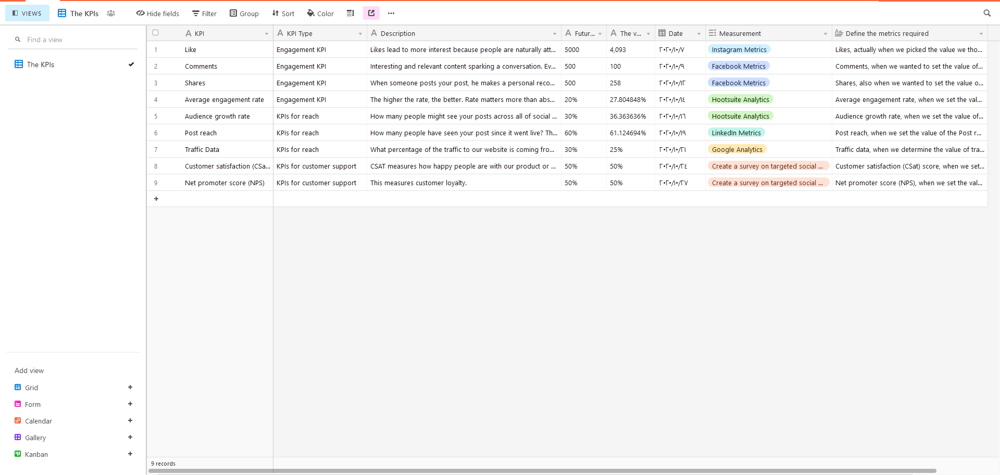 VIEWS The KPIs Hide fields Filter Group Sort Color
Find a view
The KPIs
KPI KPI Type Description Futur... The v... Date Measurement Define the metrics required
1 Like Engagement KPI Likes lead to more interest because people are naturally att... 5000 4,093 ٢٠٢٠/١٠/٧ Instagram Metrics Likes, actually when we picked the value we tho...
2 Comments Engagement KPI Interesting and relevant content sparking a conversation. Ev... 500 100 ٢٠٢٠/١٠/٩ Facebook Metrics Comments, when we wanted to set the value of...
3 Shares Engagement KPI When someone posts your post, he makes a personal reco... 500 258 ٢٠٢٠/١٠/١٣ Facebook Metrics Shares, also when we wanted to set the value o...
4 Average engagement rate Engagement KPI The higher the rate, the better. Rate matters more than abs... 20% 27.804848% ٢٠٢٠/١٠/١٤ Hootsuite Analytics Average engagement rate, when we set the val...
5 Audience growth rate KPIs for reach How many people might see your posts across all of social ... 30% 36.363636% ٢٠٢٠/١٠/١٦ Hootsuite Analytics Audience growth rate, when we set the value of...
6 Post reach KPIs for reach How many people have seen your post since it went live? Th... 60% 61.124694% ٢٠٢٠/١٠/١٩ LinkedIn Metrics Post reach, when we set the value of the Post r...
7 Traffic Data KPIs for reach What percentage of the traffic to our website is coming fro... 30% 25% ٢٠٢٠/١٠/٢١ Google Analytics Traffic data, when we determine the value of tra...
8 Customer satisfaction (CSa... KPIs for customer support CSAT measures how happy people are with our product or ... 50% 50% ٢٠٢٠/١٠/٢٤ Create a survey on targeted social ... Customer satisfaction (CSat) score, when we set...
9 Net promoter score (NPS) KPIs for customer support This measures customer loyalty. 50% 50% ٢٠٢٠/١٠/٢٧ Create a survey on targeted social ... Net promoter score (NPS), when we set the val...
Add view
Grid
Form
Calendar
Gallery
Kanban
9 records